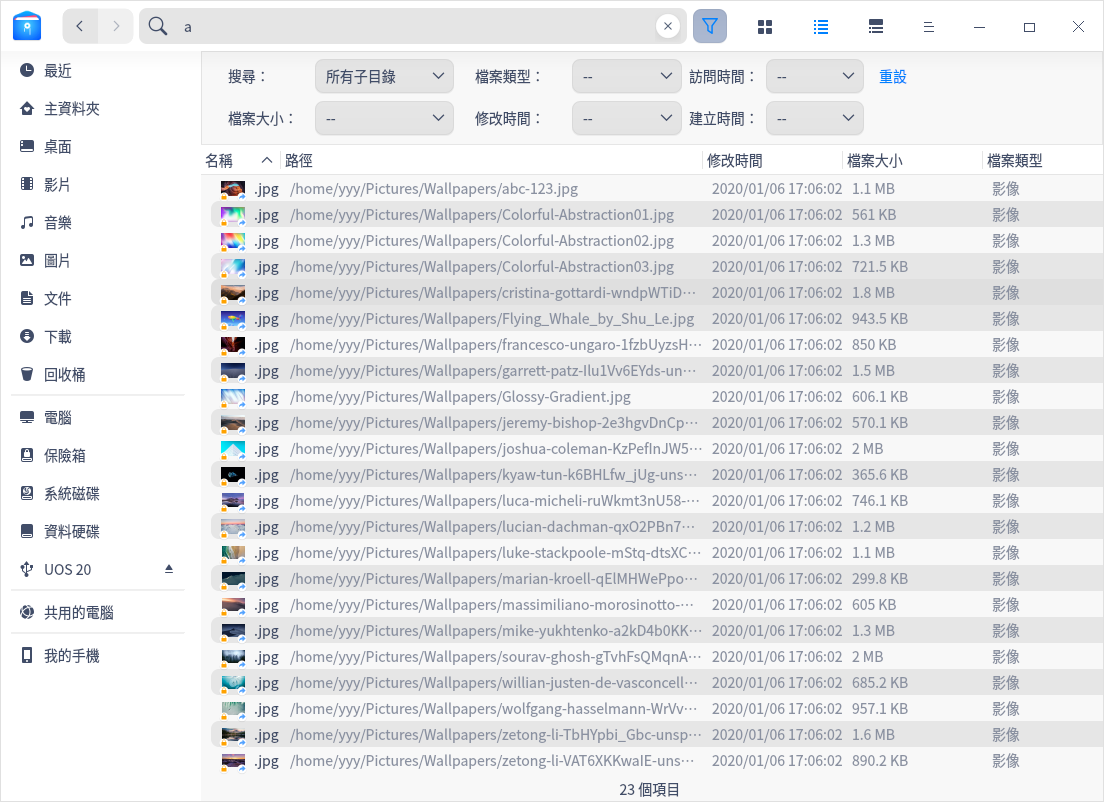 a
最近
主資料夾
桌面
影片
音樂
圖片
文件
下載
回收桶
電腦
保險箱
系統磁碟
資料硬碟
UOS 20
共用的電腦
我的手機
搜尋： 所有子目錄 檔案類型： -- 訪問時間： -- 重設
檔案大小： -- 修改時間： -- 建立時間： --
名稱 路徑 修改時間 檔案大小 檔案類型
.jpg /home/yyy/Pictures/Wallpapers/abc-123.jpg 2020/01/06 17:06:02 1.1 MB 影像
.jpg /home/yyy/Pictures/Wallpapers/Colorful-Abstraction01.jpg 2020/01/06 17:06:02 561 KB 影像
.jpg /home/yyy/Pictures/Wallpapers/Colorful-Abstraction02.jpg 2020/01/06 17:06:02 1.3 MB 影像
.jpg /home/yyy/Pictures/Wallpapers/Colorful-Abstraction03.jpg 2020/01/06 17:06:02 721.5 KB 影像
.jpg /home/yyy/Pictures/Wallpapers/cristina-gottardi-wndpWTiD⋯ 2020/01/06 17:06:02 1.8 MB 影像
.jpg /home/yyy/Pictures/Wallpapers/Flying_Whale_by_Shu_Le.jpg 2020/01/06 17:06:02 943.5 KB 影像
.jpg /home/yyy/Pictures/Wallpapers/francesco-ungaro-1fzbUyzsH⋯ 2020/01/06 17:06:02 850 KB 影像
.jpg /home/yyy/Pictures/Wallpapers/garrett-patz-Ilu1Vv6EYds-un⋯ 2020/01/06 17:06:02 1.5 MB 影像
.jpg /home/yyy/Pictures/Wallpapers/Glossy-Gradient.jpg 2020/01/06 17:06:02 606.1 KB 影像
.jpg /home/yyy/Pictures/Wallpapers/jeremy-bishop-2e3hgvDnCp⋯ 2020/01/06 17:06:02 570.1 KB 影像
.jpg /home/yyy/Pictures/Wallpapers/joshua-coleman-KzPefInJW5⋯ 2020/01/06 17:06:02 2 MB 影像
.jpg /home/yyy/Pictures/Wallpapers/kyaw-tun-k6BHLfw_jUg-uns⋯ 2020/01/06 17:06:02 365.6 KB 影像
.jpg /home/yyy/Pictures/Wallpapers/luca-micheli-ruWkmt3nU58-⋯ 2020/01/06 17:06:02 746.1 KB 影像
.jpg /home/yyy/Pictures/Wallpapers/lucian-dachman-qxO2PBn7⋯ 2020/01/06 17:06:02 1.2 MB 影像
.jpg /home/yyy/Pictures/Wallpapers/luke-stackpoole-mStq-dtsXC⋯ 2020/01/06 17:06:02 1.1 MB 影像
.jpg /home/yyy/Pictures/Wallpapers/marian-kroell-qElMHWePpo⋯ 2020/01/06 17:06:02 299.8 KB 影像
.jpg /home/yyy/Pictures/Wallpapers/massimiliano-morosinotto-⋯ 2020/01/06 17:06:02 605 KB 影像
.jpg /home/yyy/Pictures/Wallpapers/mike-yukhtenko-a2kD4b0KK⋯ 2020/01/06 17:06:02 1.3 MB 影像
.jpg /home/yyy/Pictures/Wallpapers/sourav-ghosh-gTvhFsQMqnA⋯ 2020/01/06 17:06:02 2 MB 影像
.jpg /home/yyy/Pictures/Wallpapers/willian-justen-de-vasconcell⋯ 2020/01/06 17:06:02 685.2 KB 影像
.jpg /home/yyy/Pictures/Wallpapers/wolfgang-hasselmann-WrVv⋯ 2020/01/06 17:06:02 957.1 KB 影像
.jpg /home/yyy/Pictures/Wallpapers/zetong-li-TbHYpbi_Gbc-unsp⋯ 2020/01/06 17:06:02 1.6 MB 影像
.jpg /home/yyy/Pictures/Wallpapers/zetong-li-VAT6XKKwaIE-uns⋯ 2020/01/06 17:06:02 890.2 KB 影像
23 個項目